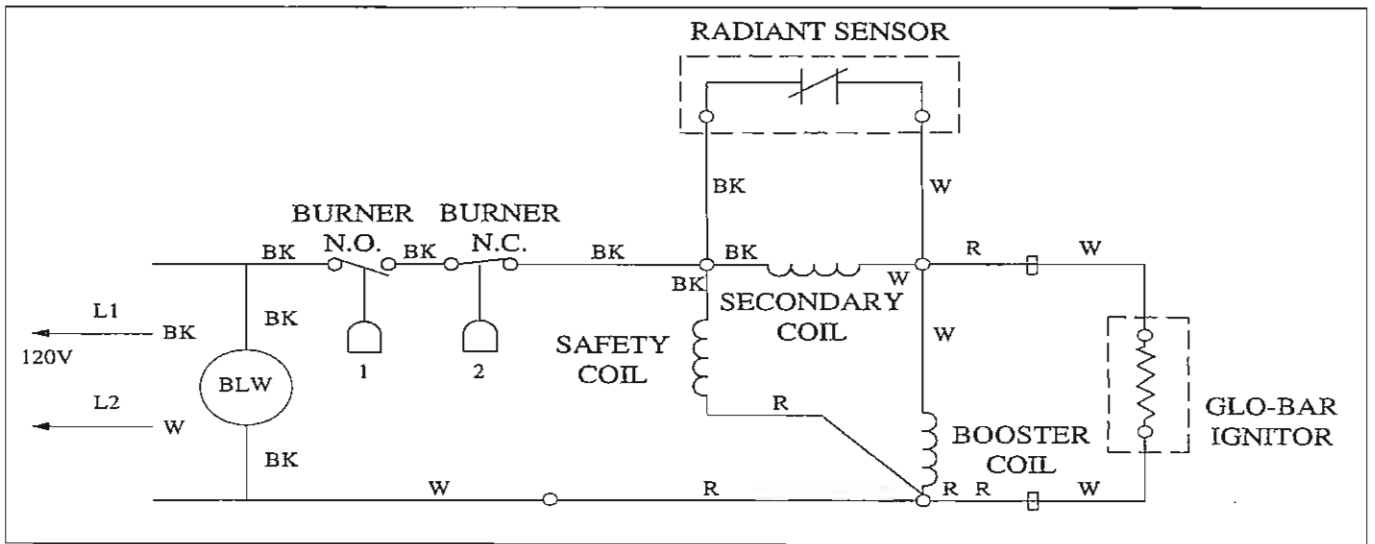 RADIANT SENSOR
BK
W
BURNER
N.O.
BURNER
N.C.
BK
BK
BK
BK
R
W
BK
W
SECONDARY
COIL
L1
BK
BK
120V
SAFETY
COIL
W
BLW
1
2
L2
W
R
GLO-BAR
IGNITOR
BOOSTER
COIL
BK
W
R
R
R
W